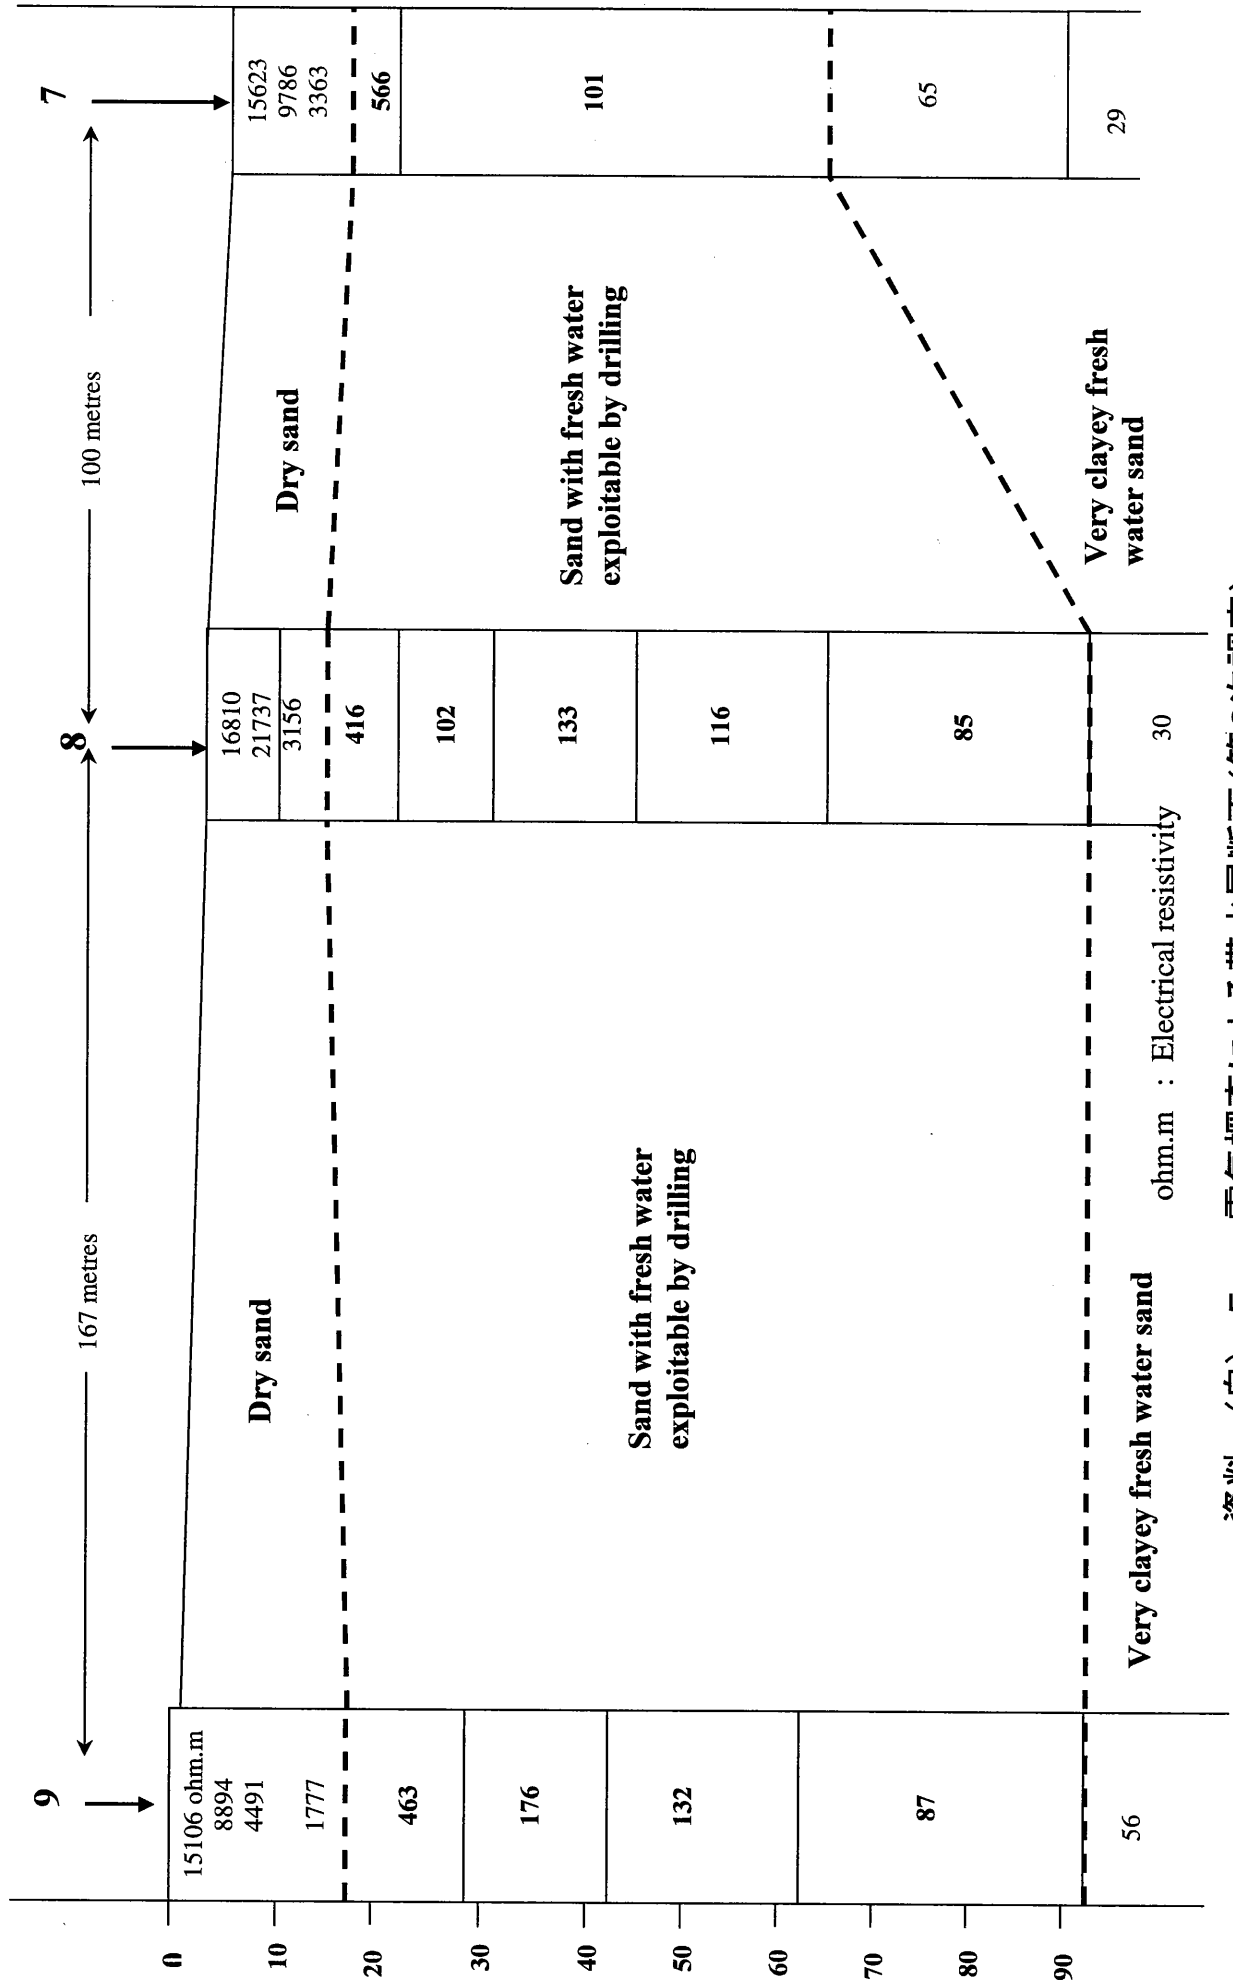 9
8
7
167 metres
100 metres
15106 ohm.m
8894
4491
1777
463
176
132
87
56
16810
21737
3156
416
102
133
116
85
30
15623
9786
3363
566
101
65
29
Dry sand
Dry sand
Sand with fresh water
exploitable by drilling
Sand with fresh water
exploitable by drilling
Very clayey fresh water sand
Very clayey fresh
water sand
ohm.m : Electrical resistivity
0
10
20
30
40
50
60
70
80
90